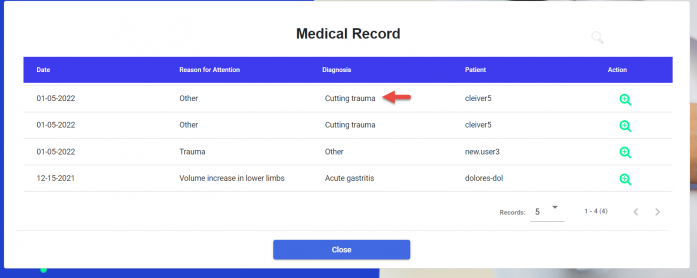 Medical Record
Date Reason for Attention Diagnosis Patient Action
01-05-2022 Other Cutting trauma cleiver5
01-05-2022 Other Cutting trauma cleiver5
01-05-2022 Trauma Other new.user3
12-15-2021 Volume increase in lower limbs Acute gastritis dolores-dol
Records: 5 1 - 4 (4)
Close